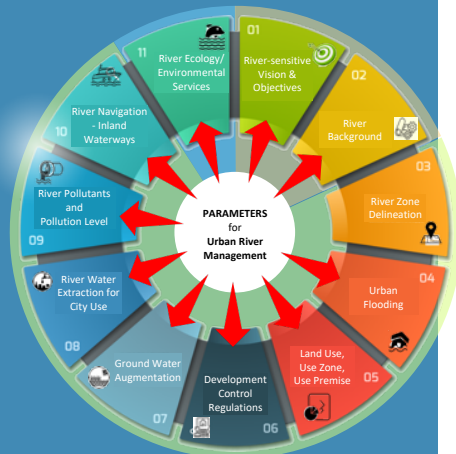 PARAMETERS
for
Urban River
Management
01
River-sensitive
Vision &
Objectives
02
River
Background
03
River Zone
Delineation
04
Urban
Flooding
05
Land Use,
Use Zone,
Use Premise
06
Development
Control
Regulations
07
Ground Water
Augmentation
08
River Water
Extraction for
City Use
09
River Pollutants
and
Pollution Level
10
River Navigation
- Inland
Waterways
11
River Ecology/
Environmental
Services